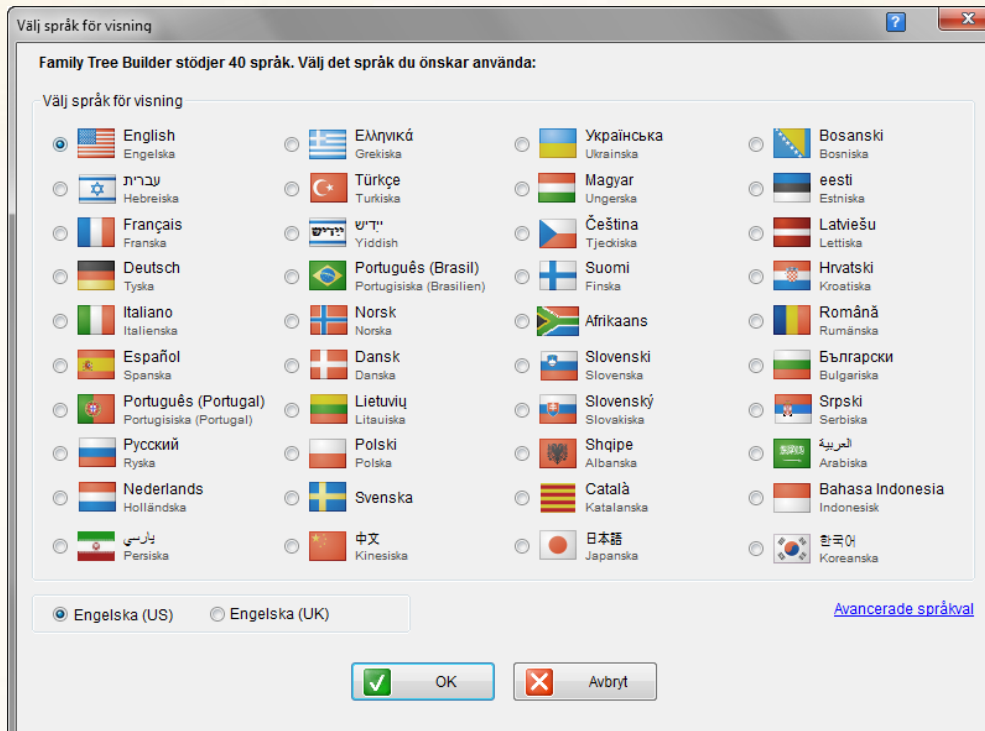 Välj språk för visning
Family Tree Builder stödjer 40 språk. Välj det språk du önskar använda:
Välj språk för visning
English
Engelska
עברית
Hebreiska
Français
Franska
Deutsch
Tyska
Italiano
Italienska
Español
Spanska
Português (Portugal)
Portugisiska (Portugal)
Русский
Ryska
Nederlands
Holländska
پارسي
Persiska
Ελληνικά
Grekiska
Türkçe
Turkiska
ייִדיש
ייִדיש
Yiddish
Português (Brasil)
Portugisiska (Brasilien)
Norsk
Norska
Dansk
Danska
Lietuvių
Litauiska
Polski
Polska
Svenska
中文
Kinesiska
Українська
Ukrainska
Magyar
Ungerska
Čeština
Tjeckiska
Suomi
Finska
Afrikaans
Slovenski
Slovenska
Slovenský
Slovakiska
Shqipe
Albanska
Català
Katalanska
日本語
Japanska
Bosanski
Bosniska
eesti
Estniska
Latviešu
Lettiska
Hrvatski
Kroatiska
Română
Rumänska
Български
Bulgariska
Srpski
Serbiska
العربية
Arabiska
Bahasa Indonesia
Indonesisk
한국어
Koreanska
Engelska (US)
Engelska (UK)
Avancerade språkval
OK
Avbryt